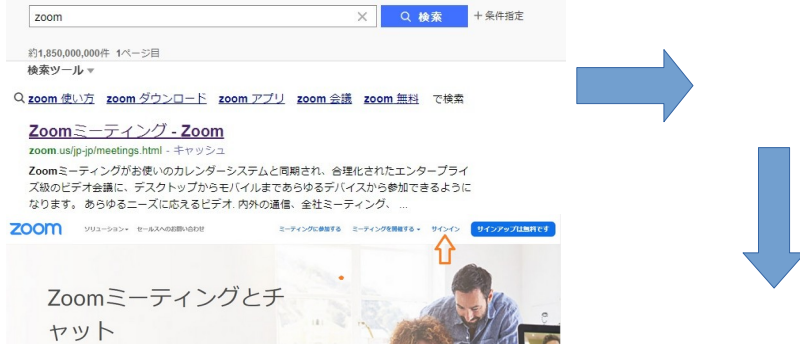 zoom
検索
+条件指定
約1,850,000,000件 1ページ目
検索ツール
zoom 使い方 zoom ダウンロード zoom アプリ zoom 会議 zoom 無料 で検索
Zoomミーティング - Zoom
zoom.us/jp-jp/meetings.html - キャッシュ
Zoomミーティングがお使いのカレンダーシステムと同期され、合理化されたエンタープライ
ズ級のビデオ会議に、デスクトップからモバイルまであらゆるデバイスから参加できるように
なります。 あらゆるニーズに応えるビデオ. 内外の通信、全社ミーティング、 ...
zoom ソリューション セールスへのお問い合わせ ミーティングに参加する ミーティングを開催する サインイン サインアップは無料です
Zoomミーティングとチ
ャット